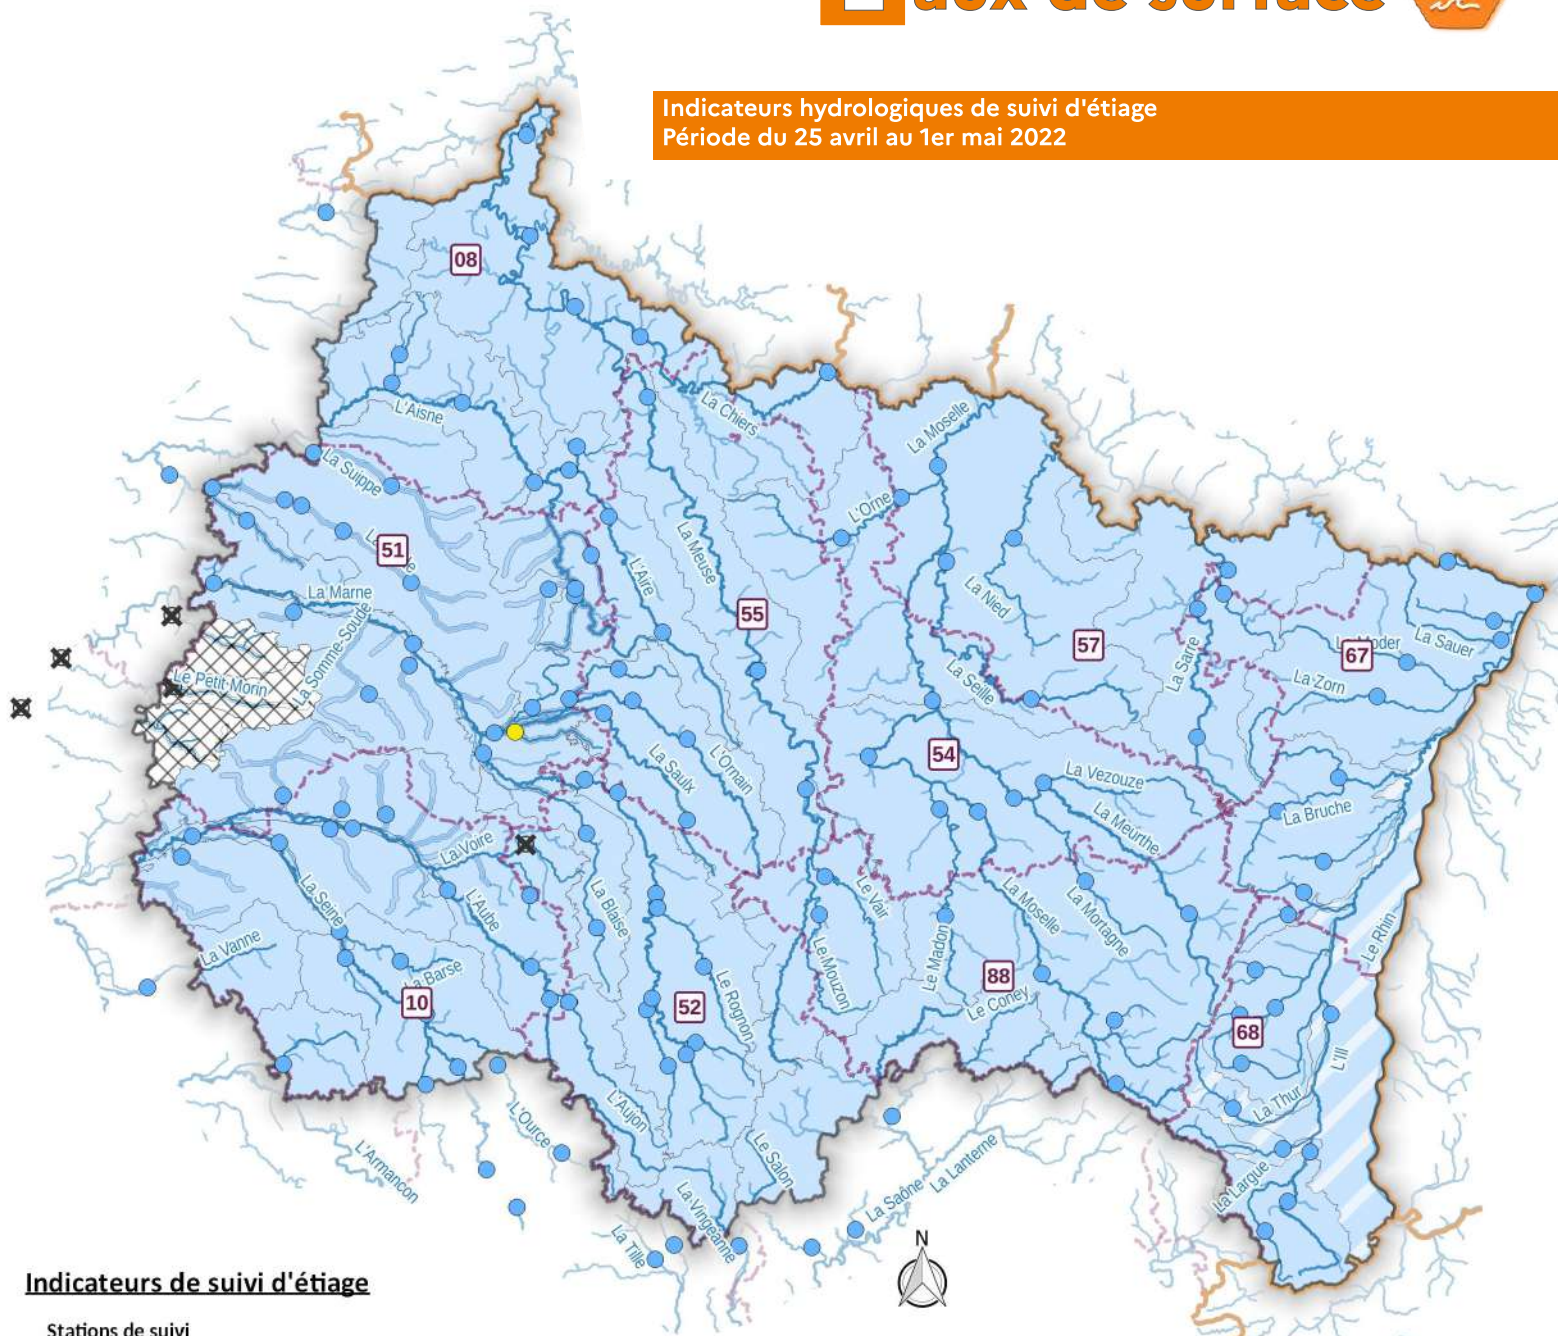 aux de surface
Indicateurs hydrologiques de suivi d'étiage
Période du 25 avril au 1er mai 2022
08
L'Aisne
La Chiers
La Moselle
La Suippe
L'Orne
51
La Meuse
L'Aire
La Nied
La Marne
La Somme-Soude
55
57
67
La Sauer
Le Petit Morin
La Seille
La Sarre
La Zorn
54
La Saulx
L'Ornain
La Vezouze
La Meurthe
La Bruche
La Voire
La Seine
L'Aube
La Blaise
Le Vair
La Moselle
La Mortagne
La Vanne
La Barse
Le Mouzon
Le Madon
Le Rhin
10
52
Le Rognon
88
Le Coney
68
L'Ill
La Thur
L'Ource
L'Aujon
Le Salon
L'Armançon
La Vingeanne
La Tille
La Saône
La Lanterne
La Largue
N
Indicateurs de suivi d'étiage
Stations de suivi